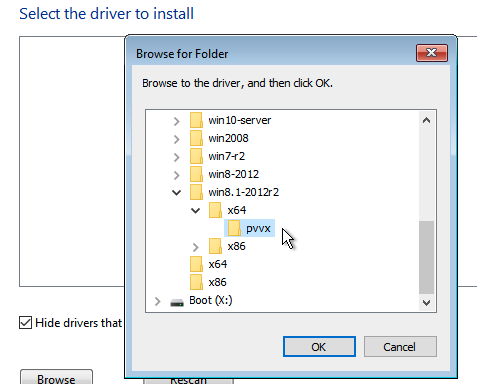 Select the driver to install
Browse for Folder
Browse to the driver, and then click OK.
win10-server
win2008
win7-r2
win8-2012
win8.1-2012r2
x64
pvvx
x86
x64
x86
Boot (X:)
Hide drivers that
OK
Cancel
Browse
Rescan